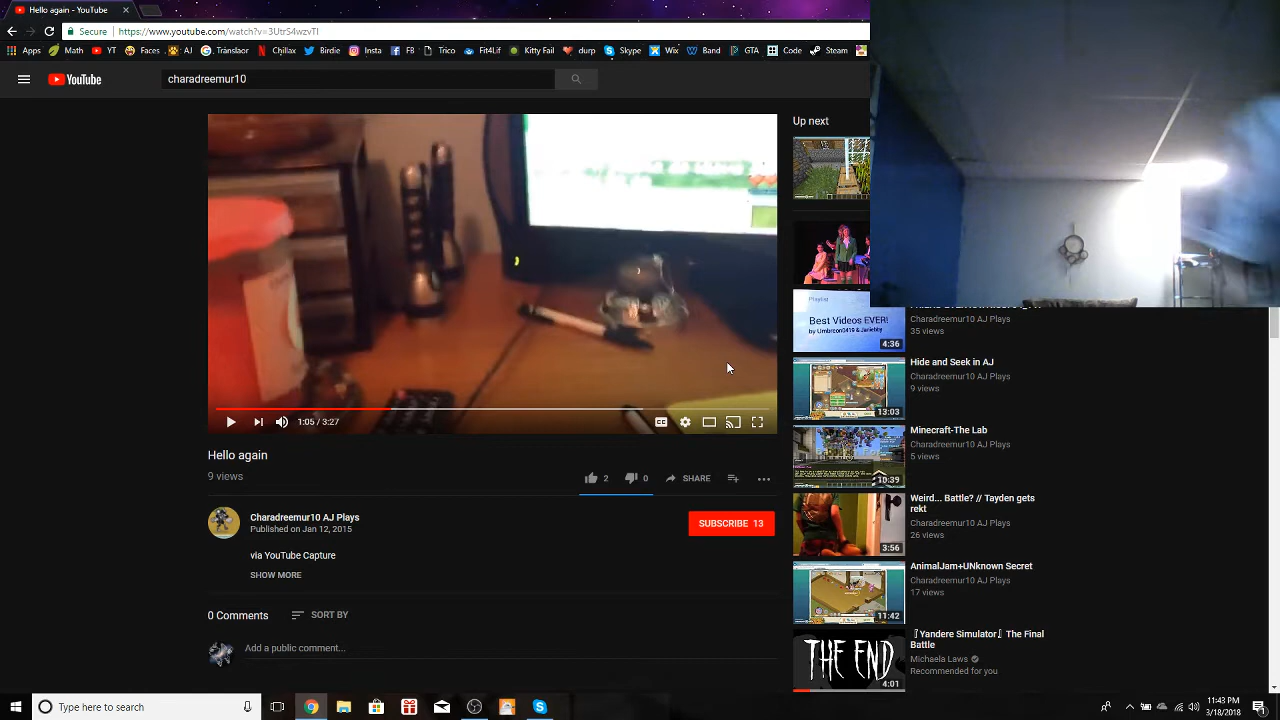 Hello again - YouTube
Secure https://www.youtube.com/watch?v=3UtrS4wzvTI
Apps Math YT Faces AJ Translaor Chillax Birdie Insta FB Trico Fit4Lif Kitty Fail durp Skype Wix Band GTA Code Steam
YouTube
charadreemur10
Up next
Playlist
Best Videos EVER!
by Umbreon0419 & Janiebby
4:36
Charadreemur10 AJ Plays
35 views
Hide and Seek in AJ
Charadreemur10 AJ Plays
9 views
13:03
Minecraft-The Lab
Charadreemur10 AJ Plays
5 views
10:39
Weird... Battle? // Tayden gets
rekt
Charadreemur10 AJ Plays
26 views
3:56
AnimalJam+UNknown Secret
Charadreemur10 AJ Plays
17 views
11:42
『Yandere Simulator』 The Final
Battle
Michaela Laws
Recommended for you
THE END
4:01
1:05 / 3:27
CC
Hello again
9 views
2 0 SHARE
Charadreemur10 AJ Plays
Published on Jan 12, 2015
SUBSCRIBE 13
via YouTube Capture
SHOW MORE
0 Comments SORT BY
Add a public comment...
Type here to search
11:43 PM
3/18/2018